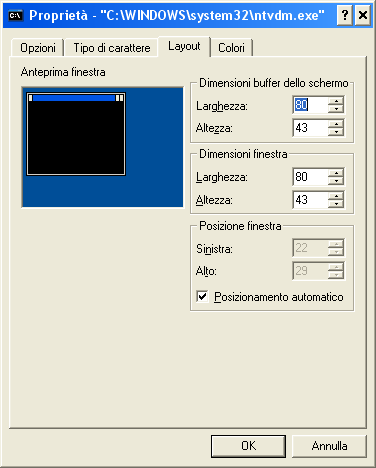 Proprietà - "C:\WINDOWS\system32\ntvdm.exe"
Opzioni Tipo di carattere Layout Colori
Anteprima finestra
Dimensioni buffer dello schermo
Larghezza: 80
Altezza: 43
Dimensioni finestra
Larghezza: 80
Altezza: 43
Posizione finestra
Sinistra: 22
Alto: 29
Posizionamento automatico
OK Annulla